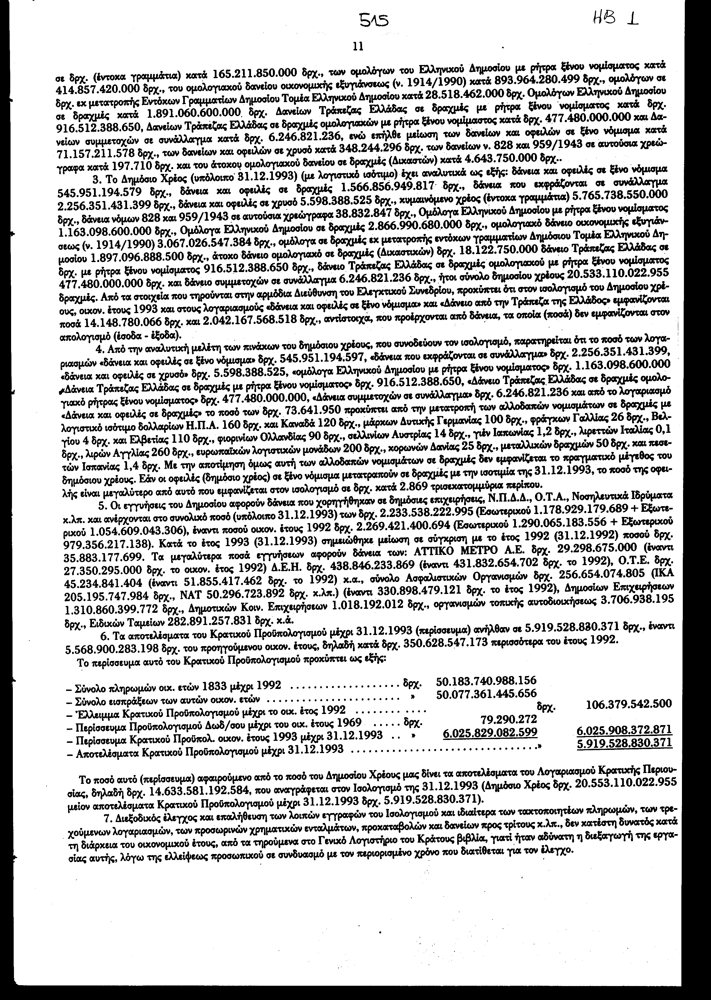 515
HB 1
11
σε δρχ. (έντοκα γραμμάτια) κατά 165.211.850.000 δρχ., των ομολόγων του Ελληνικού Δημοσίου με ρήτρα ξένου νομίσματος κατά
414.857.420.000 δρχ., του ομολογιακού δανείου οικονομικής εξυγιάνσεως (ν. 1914/1990) κατά 893.964.280.499 δρχ., ομολόγων σε
δρχ. εκ μετατροπής Εντόκων Γραμματίων Δημοσίου Τομέα Ελληνικού Δημοσίου κατά 28.518.462.000 δρχ. Ομολόγων Ελληνικού Δημοσίου
σε δραχμές κατά 1.891.060.600.000 δρχ. Δανείων Τράπεζας Ελλάδας σε δραχμές με ρήτρα ξένου νομίσματος κατά δρχ.
916.512.388.650, Δανείων Τράπεζας Ελλάδας σε δραχμές ομολογιακών με ρήτρα ξένου νομίμαστος κατά δρχ. 477.480.000.000 και Δα-
νείων συμμετοχών σε συνάλλαγμα κατά δρχ. 6.246.821.236, ενώ επήλθε μείωση των δανείων και οφειλών σε ξένο νόμισμα κατά
71.157.211.578 δρχ., των δανείων και οφειλών σε χρυσό κατά 348.244.296 δρχ. των δανείων ν. 828 και 959/1943 σε αυτούσια χρεώ-
γραφα κατά 197.710 δρχ. και του άτοκου ομολογιακού δανείου σε δραχμές (Δικαστών) κατά 4.643.750.000 δρχ..
3. Το Δημόσιο Χρέος (υπόλοιπο 31.12.1993) (με λογιστικό ισότιμο) έχει αναλυτικά ως εξής: δάνεια και οφειλές σε ξένο νόμισμα
545.951.194.579 δρχ., δάνεια και οφειλές σε δραχμές 1.566.856.949.817 δρχ., δάνεια που εκφράζονται σε συνάλλαγμα
2.256.351.431.399 δρχ., δάνεια και οφειλές σε χρυσό 5.598.388.525 δρχ., κυμαινόμενο χρέος (έντοκα γραμμάτια) 5.765.738.550.000
δρχ., δάνεια νόμων 828 και 959/1943 σε αυτούσια χρεώγραφα 38.832.847 δρχ., Ομόλογα Ελληνικού Δημοσίου με ρήτρα ξένου νομίσματος
1.163.098.600.000 δρχ., Ομόλογα Ελληνικού Δημοσίου σε δραχμές 2.866.990.680.000 δρχ., ομολογιακό δάνειο οικονομικής εξυγιάν-
σεως (ν. 1914/1990) 3.067.026.547.384 δρχ., ομόλογα σε δραχμές εκ μετατροπής εντόκων γραμματίων Δημόσιου Τομέα Ελληνικού Δη-
μοσίου 1.897.096.888.500 δρχ., άτοκο δάνειο ομολογιακό σε δραχμές (Δικαστικών) δρχ. 18.122.750.000 δάνειο Τράπεζας Ελλάδας σε
δρχ. με ρήτρα ξένου νομίσματος 916.512.388.650 δρχ., δάνειο Τράπεζας Ελλάδας σε δραχμές ομολογιακού με ρήτρα ξένου νομίσματος
477.480.000.000 δρχ. και δάνειο συμμετοχών σε συνάλλαγμα 6.246.821.236 δρχ., ήτοι σύνολο δημοσίου χρέους 20.533.110.022.955
δραχμές. Από τα στοιχεία που τηρούνται στην αρμόδια Διεύθυνση του Ελεγκτικού Συνεδρίου, προκύπτει ότι στον ισολογισμό του Δημοσίου χρέ-
ους, οικον. έτους 1993 και στους λογαριασμούς «δάνεια και οφειλές σε ξένο νόμισμα» και «Δάνειο από την Τράπεζα της Ελλάδος» εμφανίζονται
ποσά 14.148.780.066 δρχ. και 2.042.167.568.518 δρχ., αντίστοιχα, που προέρχονται από δάνεια, τα οποία (ποσά) δεν εμφανίζονται στον
απολογισμό (έσοδα - έξοδα).
4. Από την αναλυτική μελέτη των πινάκων του δημόσιου χρέους, που συνοδεύουν τον ισολογισμό, παρατηρείται ότι το ποσό των λογα-
ριασμών «δάνεια και οφειλές σε ξένο νόμισμα» δρχ. 545.951.194.597, «δάνεια που εκφράζονται σε συνάλλαγμα» δρχ. 2.256.351.431.399,
«δάνεια και οφειλές σε χρυσό» δρχ. 5.598.388.525, «ομόλογα Ελληνικού Δημοσίου με ρήτρα ξένου νομίσματος» δρχ. 1.163.098.600.000
«Δάνεια Τράπεζας Ελλάδας σε δραχμές με ρήτρα ξένου νομίσματος» δρχ. 916.512.388.650, «Δάνειο Τράπεζας Ελλάδας σε δραχμές ομολο-
γιακό ρήτρας ξένου νομίσματος» δρχ. 477.480.000.000, «Δάνεια συμμετοχών σε συνάλλαγμα» δρχ. 6.246.821.236 και από το λογαριασμό
«Δάνεια και οφειλές σε δραχμές» το ποσό των δρχ. 73.641.950 προκύπτει από την μετατροπή των αλλοδαπών νομισμάτων σε δραχμές με
λογιστικό ισότιμο δολλαρίων Η.Π.Α. 160 δρχ. και Καναδά 120 δρχ., μάρκων Δυτικής Γερμανίας 100 δρχ., φράγκων Γαλλίας 26 δρχ., Βελ-
γίου 4 δρχ. και Ελβετίας 110 δρχ., φιορινίων Ολλανδίας 90 δρχ., σελλινίων Αυστρίας 14 δρχ., γιέν Ιαπωνίας 1,2 δρχ., λιρεττών Ιταλίας 0,1
δρχ., λιρών Αγγλίας 260 δρχ., ευρωπαϊκών λογιστικών μονάδων 200 δρχ., κορωνών Δανίας 25 δρχ., μεταλλικών δραχμών 50 δρχ. και πεσε-
τών Ισπανίας 1,4 δρχ. Με την αποτίμηση όμως αυτή των αλλοδαπών νομισμάτων σε δραχμές δεν εμφανίζεται το πραγματικό μέγεθος του
δημόσιου χρέους. Εάν οι οφειλές (δημόσιο χρέος) σε ξένο νόμισμα μετατραπούν σε δραχμές με την ισοτιμία της 31.12.1993, το ποσό της οφει-
λής είναι μεγαλύτερο από αυτό που εμφανίζεται στον ισολογισμό σε δρχ. κατά 2.869 τρισεκατομμύρια περίπου.
5. Οι εγγυήσεις του Δημοσίου αφορούν δάνεια που χορηγήθηκαν σε δημόσιες επιχειρήσεις, Ν.Π.Δ.Δ., Ο.Τ.Α., Νοσηλευτικά Ιδρύματα
κ.λπ. και ανέρχονται στο συνολικό ποσό (υπόλοιπο 31.12.1993) των δρχ. 2.233.538.222.995 (Εσωτερικού 1.178.929.179.689 + Εξωτε-
ρικού 1.054.609.043.306), έναντι ποσού οικον. έτους 1992 δρχ. 2.269.421.400.694 (Εσωτερικού 1.290.065.183.556 + Εξωτερικού
979.356.217.138). Κατά το έτος 1993 (31.12.1993) σημειώθηκε μείωση σε σύγκριση με το έτος 1992 (31.12.1992) ποσού δρχ.
35.883.177.699. Τα μεγαλύτερα ποσά εγγυήσεων αφορούν δάνεια των: ΑΤΤΙΚΟ ΜΕΤΡΟ Α.Ε. δρχ. 29.298.675.000 (έναντι
27.350.295.000 δρχ. το οικον. έτος 1992) Δ.Ε.Η. δρχ. 438.846.233.869 (έναντι 431.832.654.702 δρχ. το 1992), Ο.Τ.Ε. δρχ.
45.234.841.404 (έναντι 51.855.417.462 δρχ. το 1992) κ.α., σύνολο Ασφαλιστικών Οργανισμών δρχ. 256.654.074.805 (ΙΚΑ
205.195.747.984 δρχ., ΝΑΤ 50.296.723.892 δρχ. κ.λπ.) (έναντι 330.898.479.121 δρχ. το έτος 1992), Δημοσίων Επιχειρήσεων
1.310.860.399.772 δρχ., Δημοτικών Κοιν. Επιχειρήσεων 1.018.192.012 δρχ., οργανισμών τοπικής αυτοδιοικήσεως 3.706.938.195
δρχ., Ειδικών Ταμείων 282.891.257.831 δρχ. κ.ά.
6. Τα αποτελέσματα του Κρατικού Προϋπολογισμού μέχρι 31.12.1993 (περίσσευμα) ανήλθαν σε 5.919.528.830.371 δρχ., έναντι
5.568.900.283.198 δρχ. του προηγούμενου οικον. έτους, δηλαδή κατά δρχ. 350.628.547.173 περισσότερα του έτους 1992.
Το περίσσευμα αυτό του Κρατικού Προϋπολογισμού προκύπτει ως εξής:
– Σύνολο πληρωμών οικ. ετών 1833 μέχρι 1992 .................... δρχ. 50.183.740.988.156
– Σύνολο εισπράξεων των αυτών οικον. ετών ........................ » 50.077.361.445.656
– Έλλειμμα Κρατικού Προϋπολογισμού μέχρι το οικ. έτος 1992 ............ δρχ. 106.379.542.500
– Περίσσευμα Προϋπολογισμού Δωδ/σου μέχρι του οικ. έτους 1969 ..... δρχ. 79.290.272
– Περίσσευμα Κρατικού Προϋπολ. οικον. έτους 1993 μέχρι 31.12.1993 .. » 6.025.829.082.599 6.025.908.372.871
– Αποτελέσματα Κρατικού Προϋπολογισμού μέχρι 31.12.1993 ................................» 5.919.528.830.371
Το ποσό αυτό (περίσσευμα) αφαιρούμενο από το ποσό του Δημοσίου Χρέους μας δίνει τα αποτελέσματα του Λογαριασμού Κρατικής Περιου-
σίας, δηλαδή δρχ. 14.633.581.192.584, που αναγράφεται στον Ισολογισμό της 31.12.1993 (Δημόσιο Χρέος δρχ. 20.553.110.022.955
μείον αποτελέσματα Κρατικού Προϋπολογισμού μέχρι 31.12.1993 δρχ. 5.919.528.830.371).
7. Διεξοδικός έλεγχος και επαλήθευση των λοιπών εγγραφών του Ισολογισμού και ιδιαίτερα των τακτοποιητέων πληρωμών, των τρε-
χούμενων λογαριασμών, των προσωρινών χρηματικών ενταλμάτων, προκαταβολών και δανείων προς τρίτους κ.λπ., δεν κατέστη δυνατός κατά
τη διάρκεια του οικονομικού έτους, από τα τηρούμενα στο Γενικό Λογιστήριο του Κράτους βιβλία, γιατί ήταν αδύνατη η διεξαγωγή της εργα-
σίας αυτής, λόγω της ελλείψεως προσωπικού σε συνδυασμό με τον περιορισμένο χρόνο που διατίθεται για τον έλεγχο.